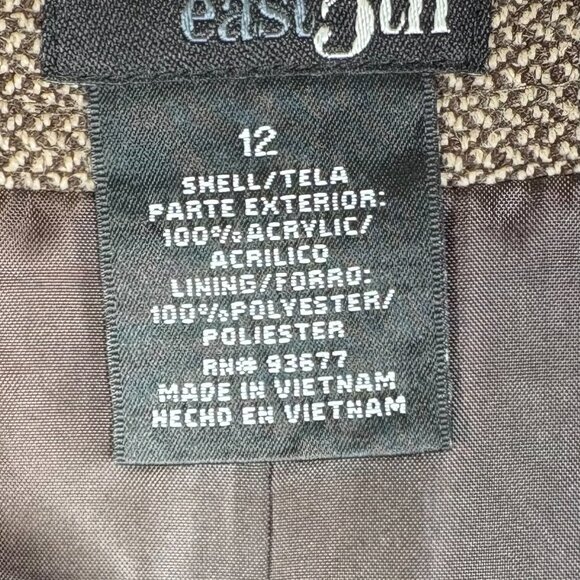 east5th
12
SHELL/TELA
PARTE EXTERIOR:
100% ACRYLIC/
ACRILICO
LINING/FORRO:
100% POLYESTER/
POLIESTER
RN# 93677
MADE IN VIETNAM
HECHO EN VIETNAM